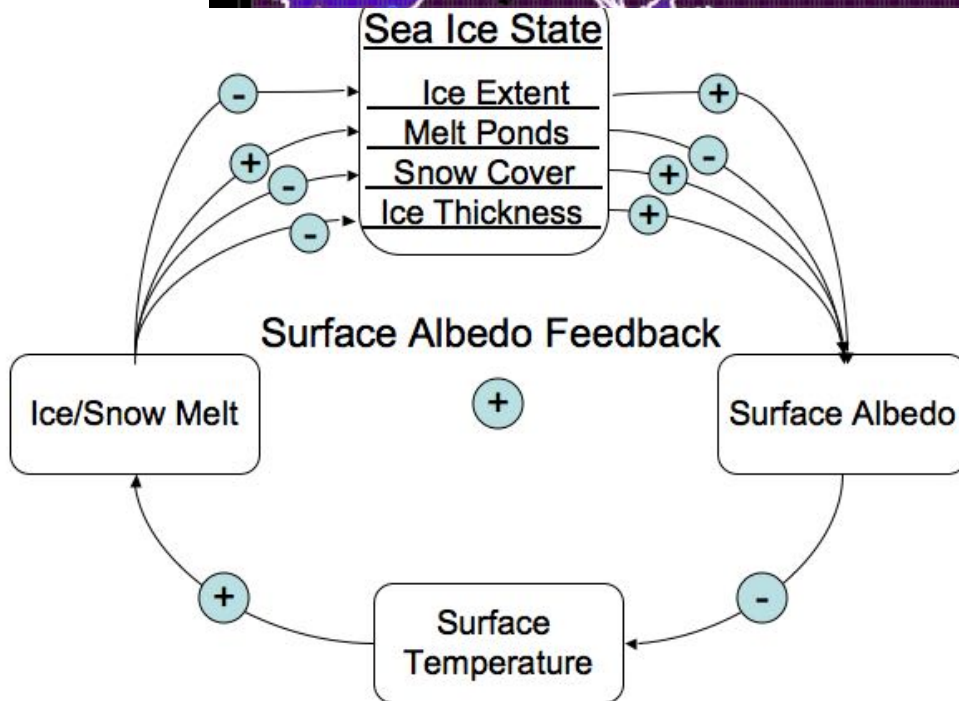 Sea Ice State
-
Ice Extent
+
+
Melt Ponds
-
-
Snow Cover
+
-
Ice Thickness
+
Surface Albedo Feedback
+
Ice/Snow Melt
Surface Albedo
+
-
Surface
Temperature